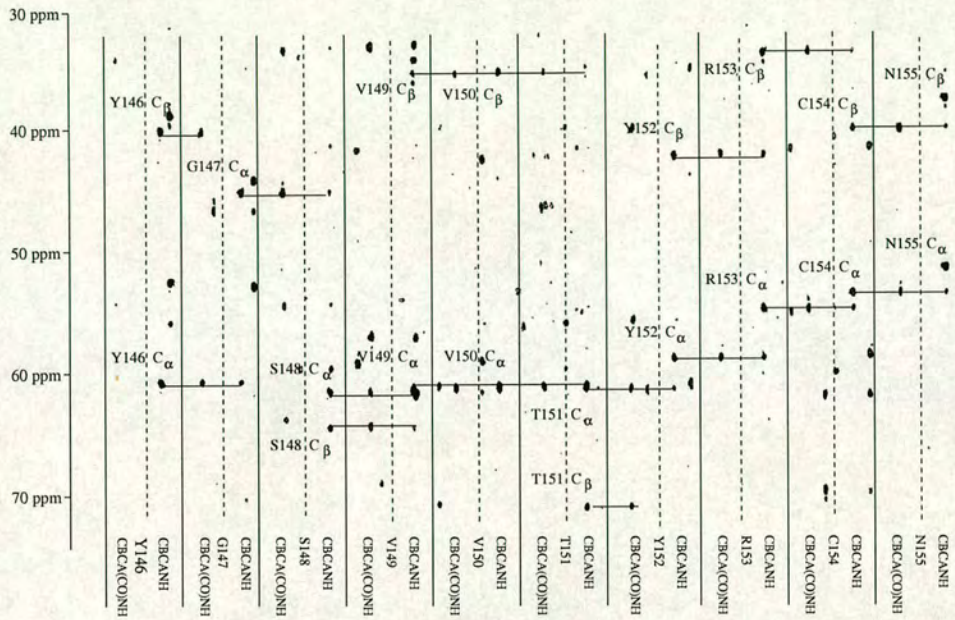 30 ppm
40 ppm
50 ppm
60 ppm
70 ppm
Y146 Cβ
G147 Cα
Y146 Cα
S148 Cα
S148 Cβ
V149 Cβ
V149 Cα
V150 Cβ
V150 Cα
T151 Cα
T151 Cβ
Y152 Cβ
Y152 Cα
R153 Cβ
R153 Cα
C154 Cβ
C154 Cα
N155 Cβ
N155 Cα
CBCA(CO)NH
Y146
CBCANH
CBCA(CO)NH
G147
CBCANH
CBCA(CO)NH
S148
CBCANH
CBCA(CO)NH
V149
CBCANH
CBCA(CO)NH
V150
CBCANH
CBCA(CO)NH
T151
CBCANH
CBCA(CO)NH
Y152
CBCANH
CBCA(CO)NH
R153
CBCANH
CBCA(CO)NH
C154
CBCANH
CBCA(CO)NH
N155
CBCANH